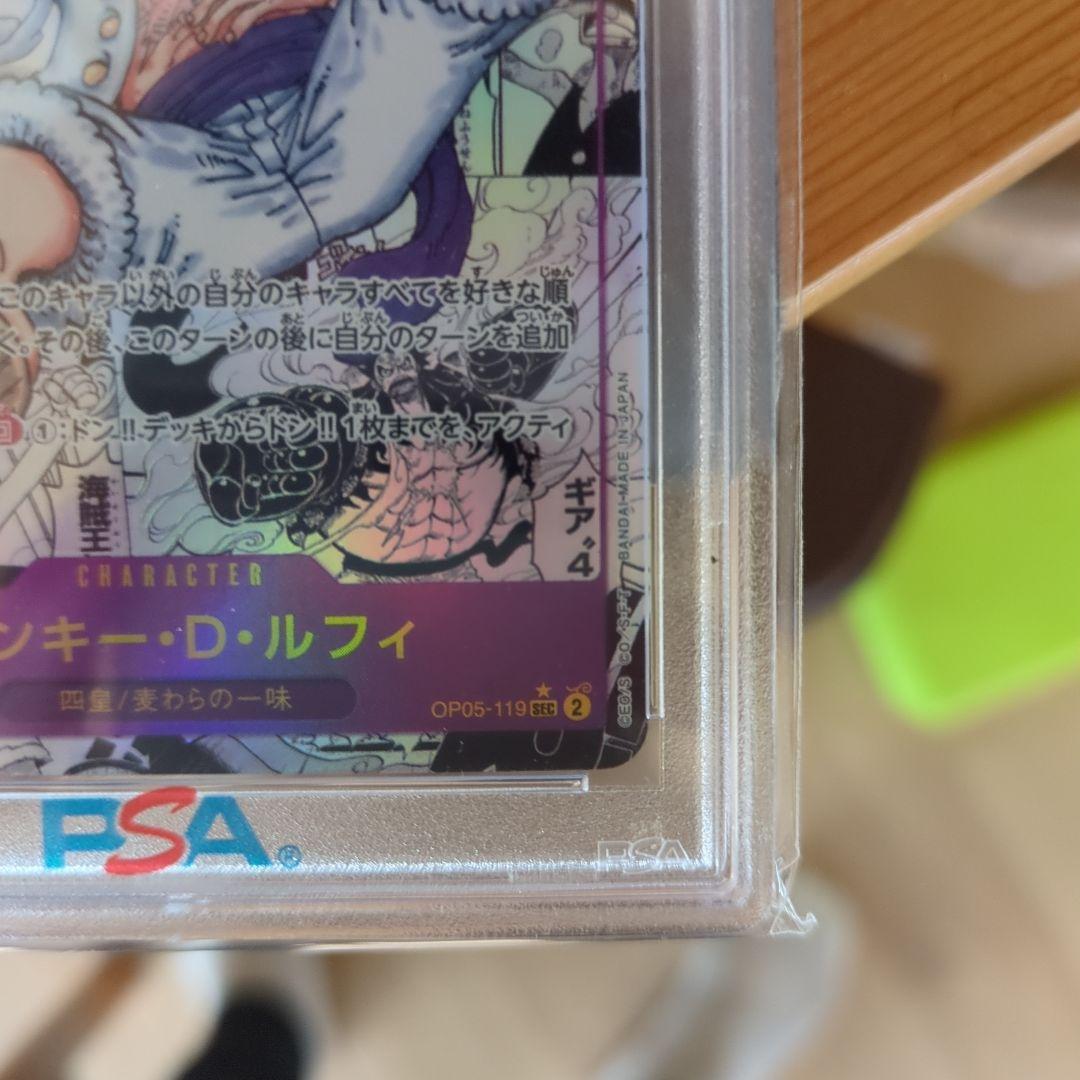 このキャラ以外の自分のキャラすべてを好きな順
く。その後、このターンの後に自分のターンを追加
回 ①:ドン!!デッキからドン!!1枚までを、アクティ
海賊王
ギア"4
CHARACTER
ンキー・D・ルフィ
四皇/麦わらの一味
OP05-119 SEC ★ 2
BANDAI・MADE IN JAPAN
PSA®
PSA